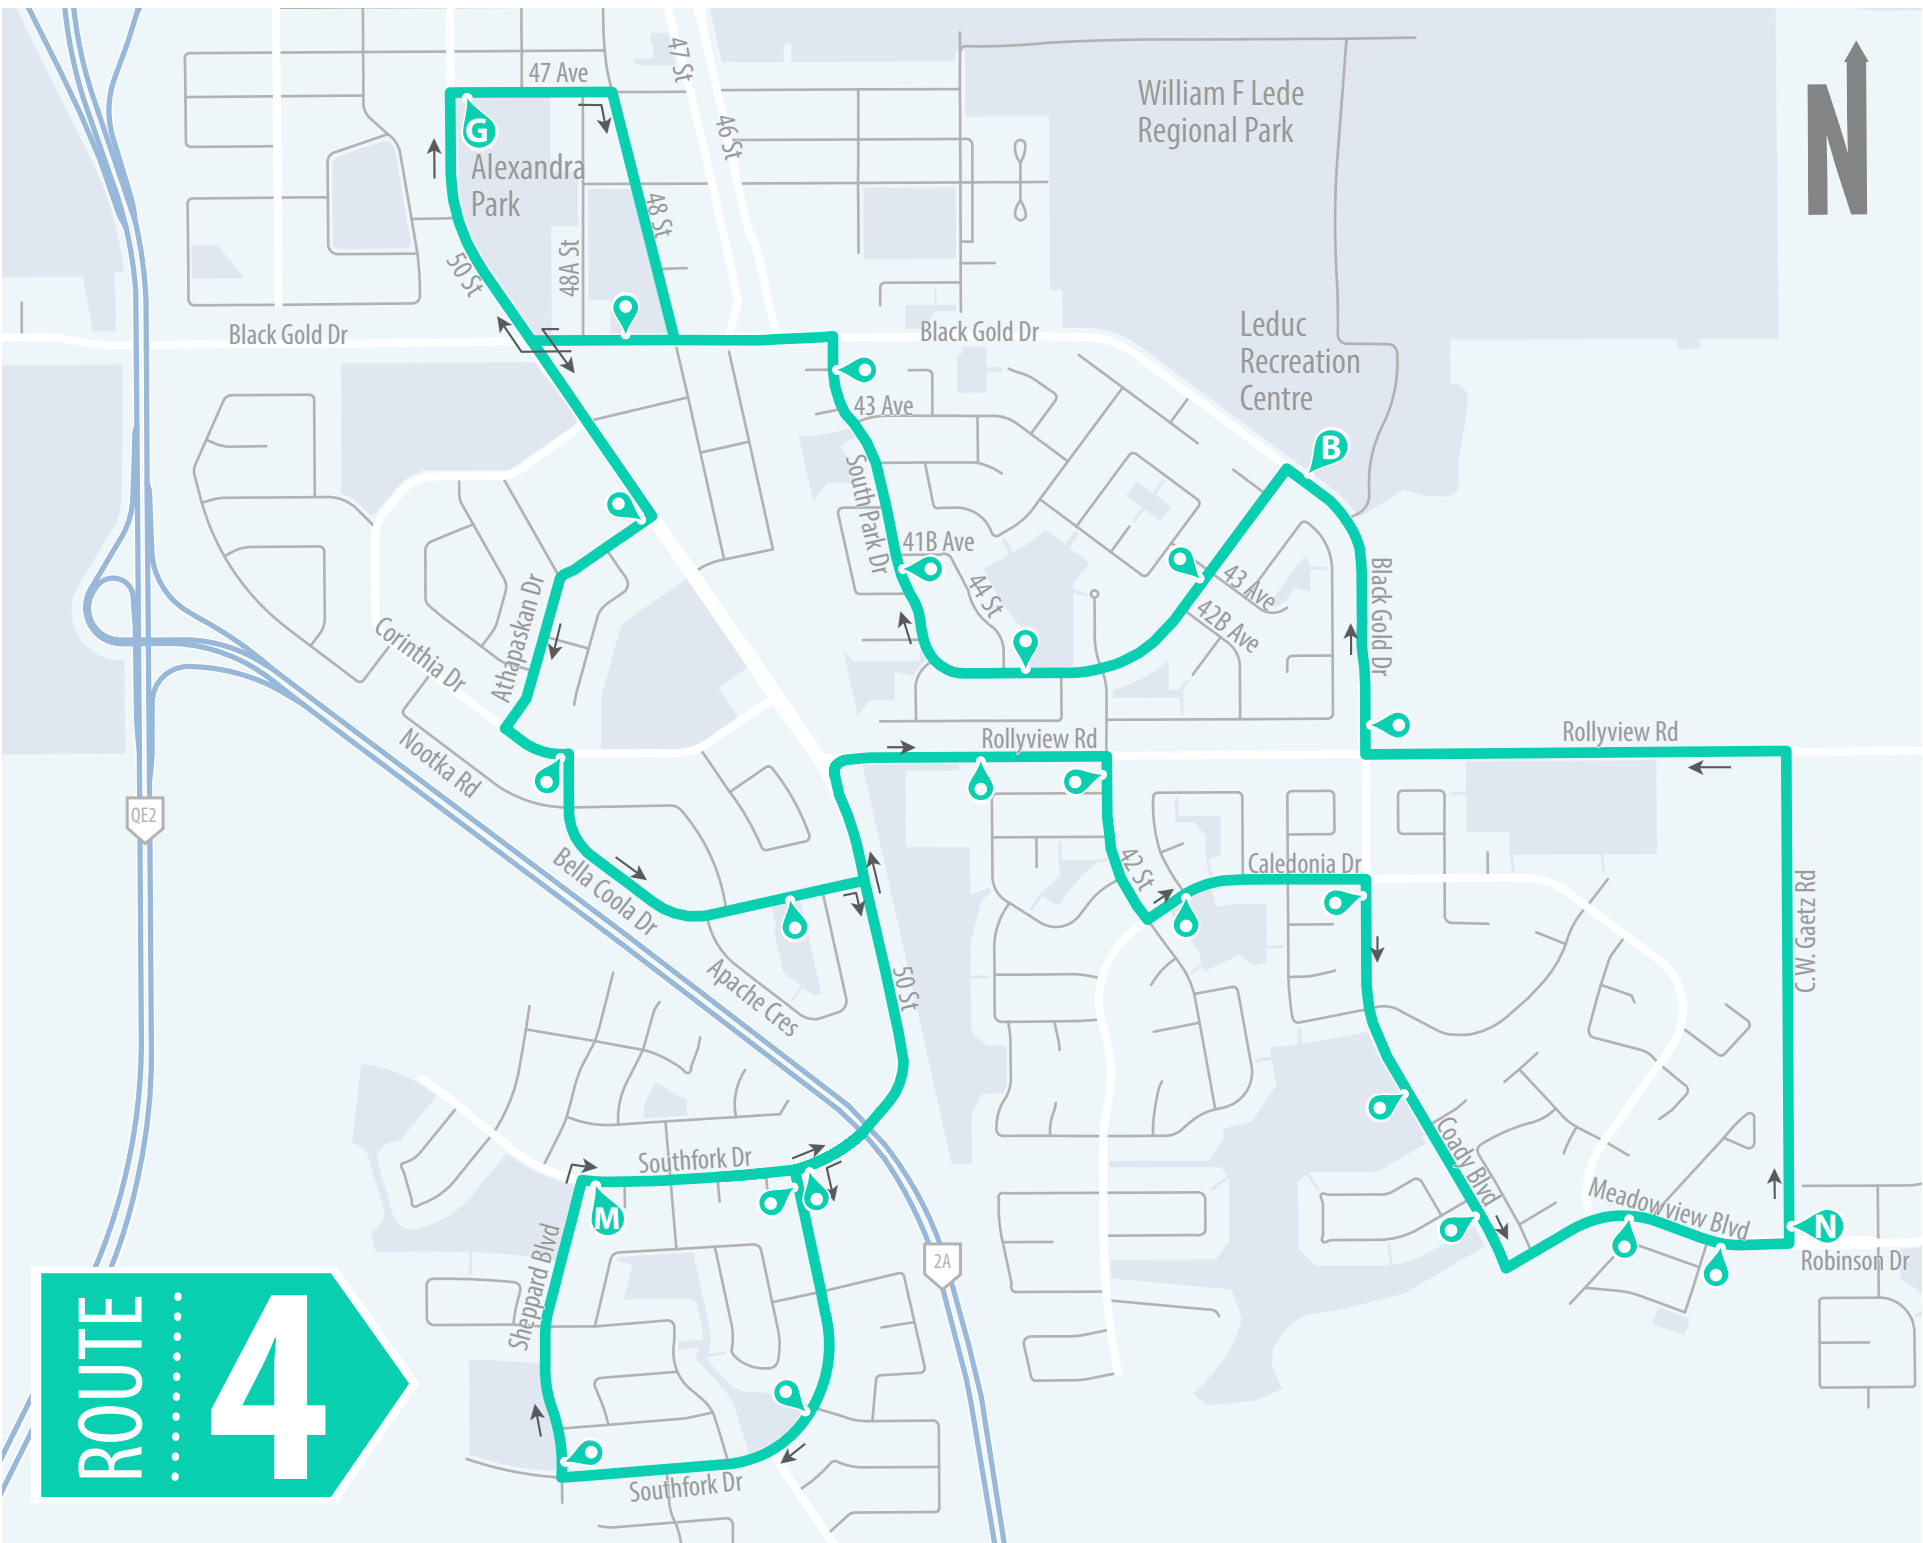 47 St
47 Ave
William F Lede
Regional Park
N
G
46 St
Alexandra
Park
48 St
48A St
50 St
Black Gold Dr
Black Gold Dr
Leduc
Recreation
Centre
43 Ave
B
South Park Dr
41B Ave
44 St
43 Ave
42B Ave
Black Gold Dr
Athapaskan Dr
Corinthia Dr
Nootka Rd
Rollyview Rd
Rollyview Rd
QE2
Bella Coola Dr
42 St
Caledonia Dr
C.W. Gaetz Rd
Apache Cres
50 St
Coady Blvd
Southfork Dr
M
Meadowview Blvd
N
Robinson Dr
Sheppard Blvd
2A
ROUTE
4
Southfork Dr